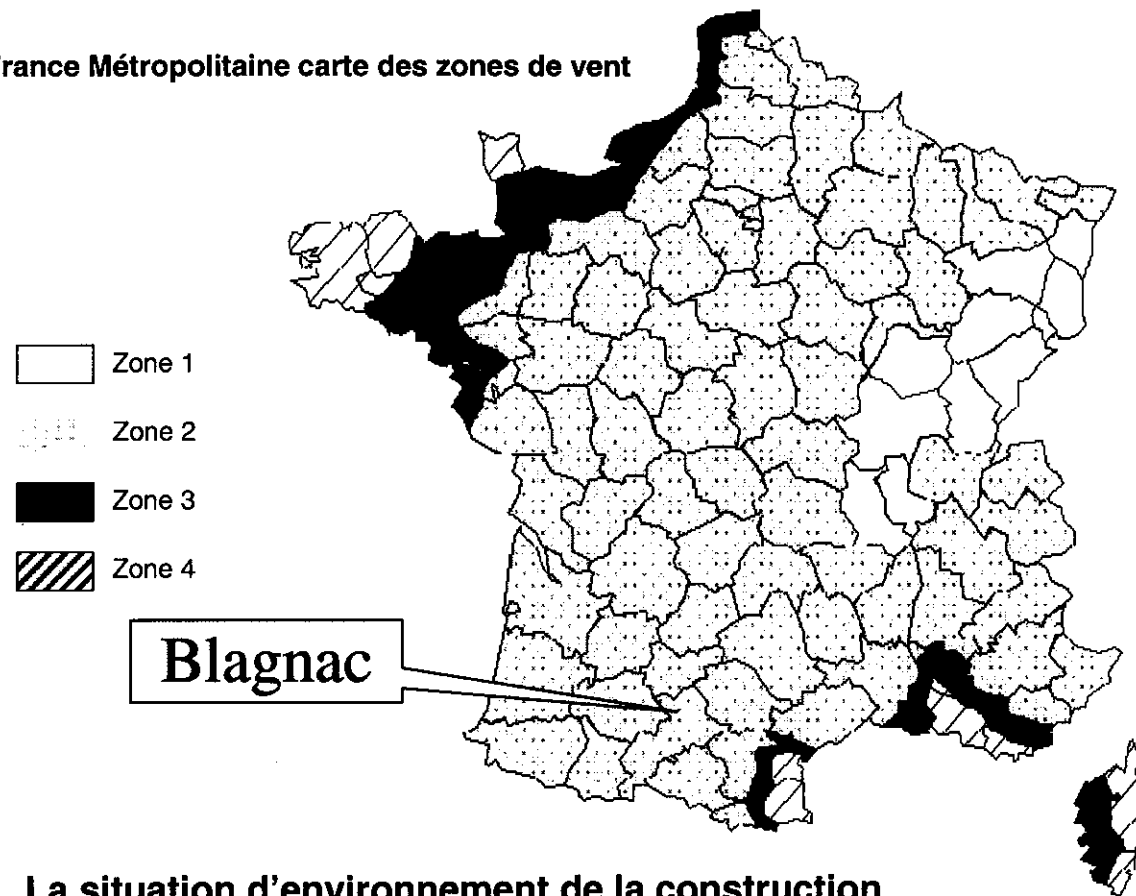 rance Métropolitaine carte des zones de vent
Zone 1
Zone 2
Zone 3
Zone 4
Blagnac
La situation d'environnement de la construction